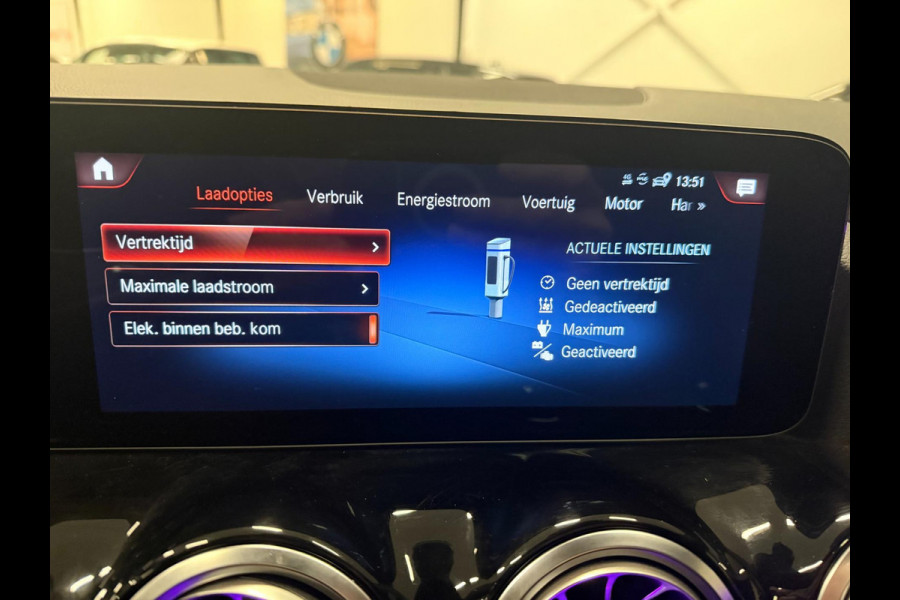 13:51
Laadopties Verbruik Energiestroom Voertuig Motor Har »
Vertrektijd
Maximale laadstroom
Elek. binnen beb. kom
ACTUELE INSTELLINGEN
Geen vertrektijd
Gedeactiveerd
Maximum
Geactiveerd